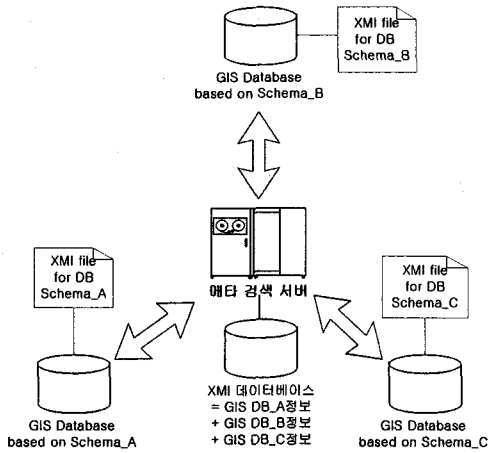 XMI file
for DB
Schema_B
GIS Database
based on Schema_B
XMI file
for DB
Schema_A
메타 검색 서버
XMI file
for DB
Schema_C
GIS Database
based on Schema_A
XMI 데이터베이스
= GIS DB_A정보
+ GIS DB_B정보
+ GIS DB_C정보
GIS Database
based on Schema_C